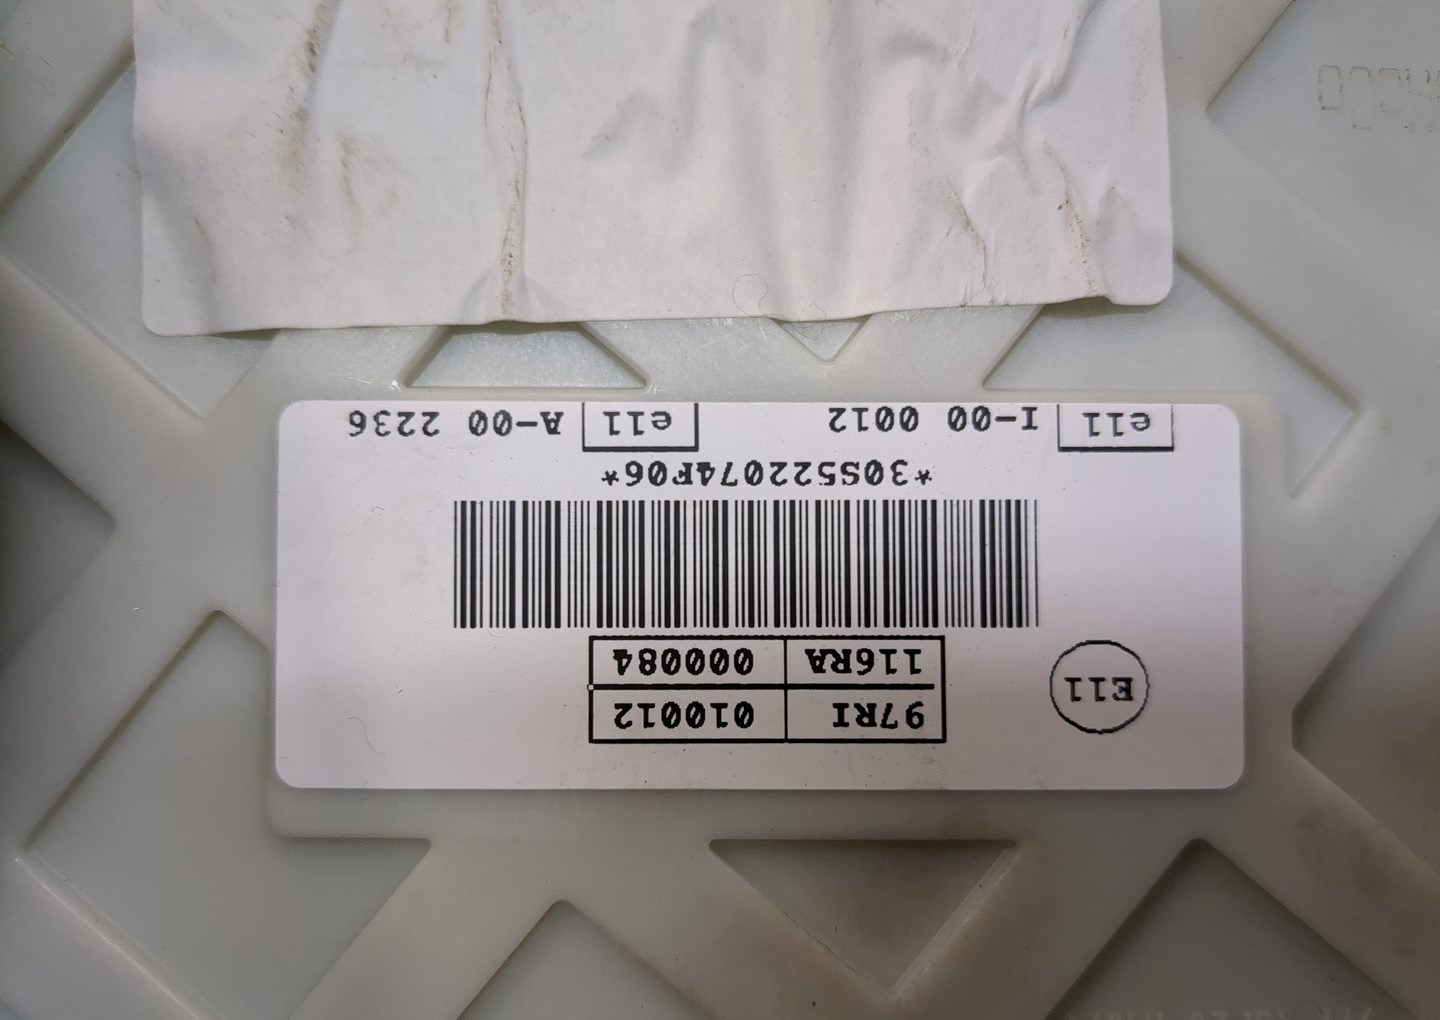 E11
97RI 010012
116RA 000084
*30S522074F06*
e11 I-00 0012 e11 A-00 2236